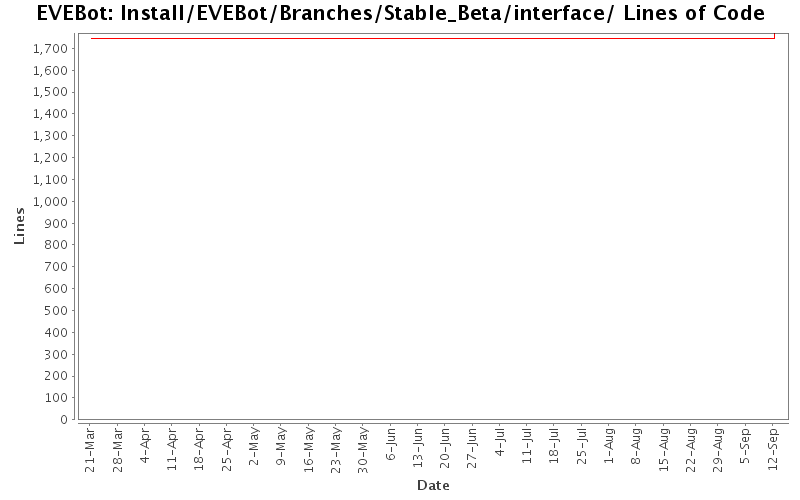 EVEBot: Install/EVEBot/Branches/Stable_Beta/interface/ Lines of Code
1,700
1,600
1,500
1,400
1,300
1,200
1,100
1,000
900
800
700
600
500
400
300
200
100
0
Lines
21-Mar
28-Mar
4-Apr
11-Apr
18-Apr
25-Apr
2-May
9-May
16-May
23-May
30-May
6-Jun
13-Jun
20-Jun
27-Jun
4-Jul
11-Jul
18-Jul
25-Jul
1-Aug
8-Aug
15-Aug
22-Aug
29-Aug
5-Sep
12-Sep
Date